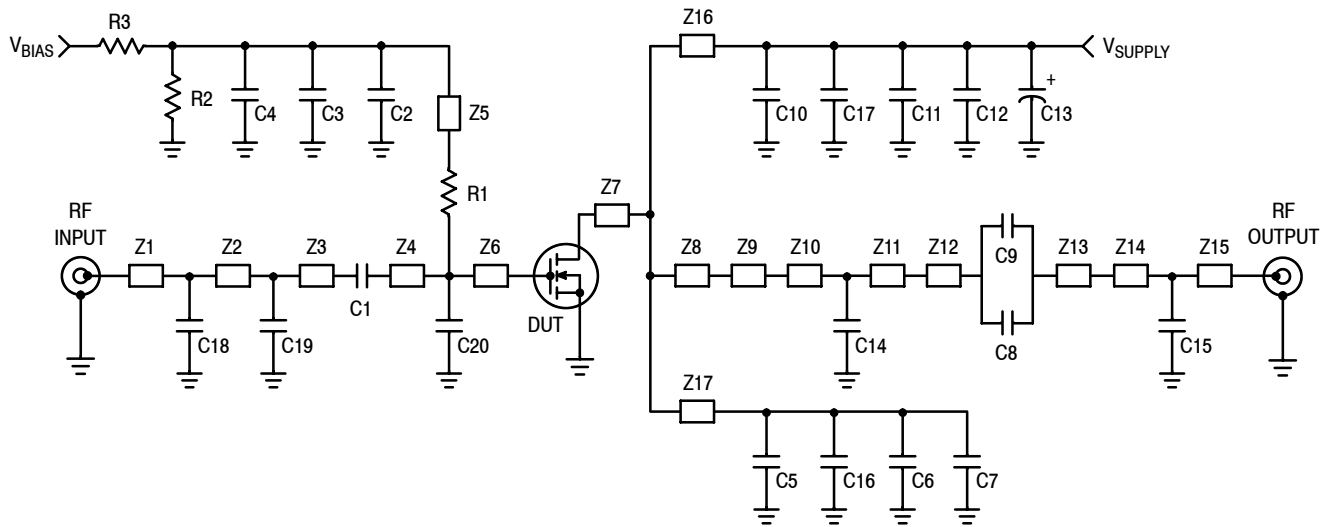 R3
Z16
V_BIAS
V_SUPPLY
R2
C4
C3
C2
Z5
C10
C17
C11
C12
+
C13
R1
Z7
RF
INPUT
RF
OUTPUT
Z1
Z2
Z3
Z4
Z6
Z8
Z9
Z10
Z11
Z12
C9
Z13
Z14
Z15
C1
DUT
C18
C19
C20
C14
C8
C15
Z17
C5
C16
C6
C7